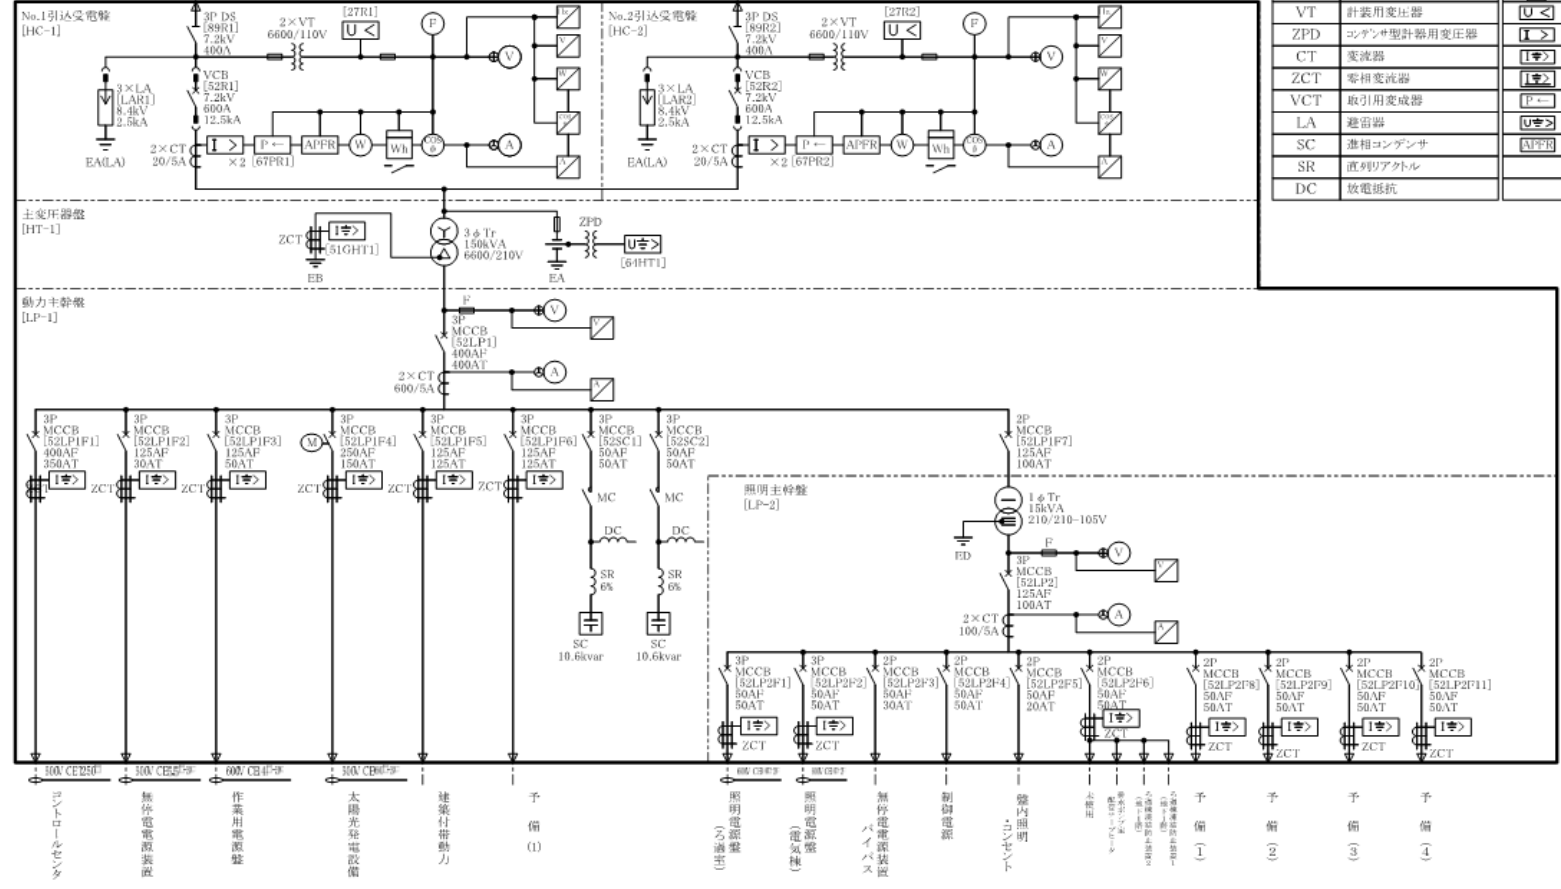 No.1引込受電盤
[HC-1]
3P DS
[89R1]
7.2kV
400A
2×VT
6600/110V
[27R1]
U <
F
V
3×LA
[LAR1]
8.4kV
2.5kA
EA(LA)
VCB
[52R1]
7.2kV
600A
12.5kA
2×CT
20/5A
I >
×2
P ←
[67PR1]
APFR
W
Wh
COS
φ
A
V
W
A
No.2引込受電盤
[HC-2]
3P DS
[89R2]
7.2kV
400A
2×VT
6600/110V
[27R2]
U <
F
V
3×LA
[LAR2]
8.4kV
2.5kA
EA(LA)
VCB
[52R2]
7.2kV
600A
12.5kA
2×CT
20/5A
I >
×2
P ←
[67PR2]
APFR
W
Wh
COS
φ
A
V
W
A
VT 計装用変圧器 U <
ZPD コンデンサ型計器用変圧器 I >
CT 変流器 I >
ZCT 零相変流器 I >
VCT 取引用変成器 P ←
LA 避雷器 U >
SC 進相コンデンサ APFR
SR 直列リアクトル
DC 放電抵抗
主変圧器盤
[HT-1]
ZCT
I >
[51GHT1]
EB
3φTr
150kVA
6600/210V
ZPD
EA
U >
[64HT1]
動力主幹盤
[LP-1]
F
V
V
3P
MCCB
[52LP1]
400AF
400AT
2×CT
600/5A
A
A
3P
MCCB
[52LP1F1]
400AF
350AT
I >
3P
MCCB
[52LP1F2]
125AF
30AT
ZCT
I >
3P
MCCB
[52LP1F3]
125AF
50AT
ZCT
I >
M
3P
MCCB
[52LP1F4]
250AF
150AT
ZCT
I >
3P
MCCB
[52LP1F5]
125AF
125AT
ZCT
I >
3P
MCCB
[52LP1F6]
125AF
125AT
ZCT
I >
3P
MCCB
[52SC1]
50AF
50AT
MC
DC
SR
6%
SC
10.6kvar
3P
MCCB
[52SC2]
50AF
50AT
MC
DC
SR
6%
SC
10.6kvar
2P
MCCB
[52LP1F7]
125AF
100AT
照明主幹盤
[LP-2]
1φTr
15kVA
210/210-105V
ED
F
V
V
3P
MCCB
[52LP2]
125AF
100AT
2×CT
100/5A
A
A
3P
MCCB
[52LP2F1]
50AF
50AT
I >
ZCT
3P
MCCB
[52LP2F2]
50AF
50AT
I >
ZCT
2P
MCCB
[52LP2F3]
50AF
30AT
2P
MCCB
[52LP2F4]
50AF
50AT
2P
MCCB
[52LP2F5]
50AF
20AT
2P
MCCB
[52LP2F6]
50AF
50AT
I >
ZCT
2P
MCCB
[52LP2F8]
50AF
50AT
I >
ZCT
2P
MCCB
[52LP2F9]
50AF
50AT
I >
ZCT
2P
MCCB
[52LP2F10]
50AF
50AT
I >
ZCT
2P
MCCB
[52LP2F11]
50AF
50AT
I >
ZCT
コントロールセンタ
無停電電源装置
作業用電源盤
太陽光発電設備
建築付帯動力
予 備 (1)
照明電源盤
(ろ過室)
照明電源盤
(電気棟)
無停電電源装置
バイパス
制御電源
盤内照明
・コンセント
未使用
予 備 (1)
予 備 (2)
予 備 (3)
予 備 (4)